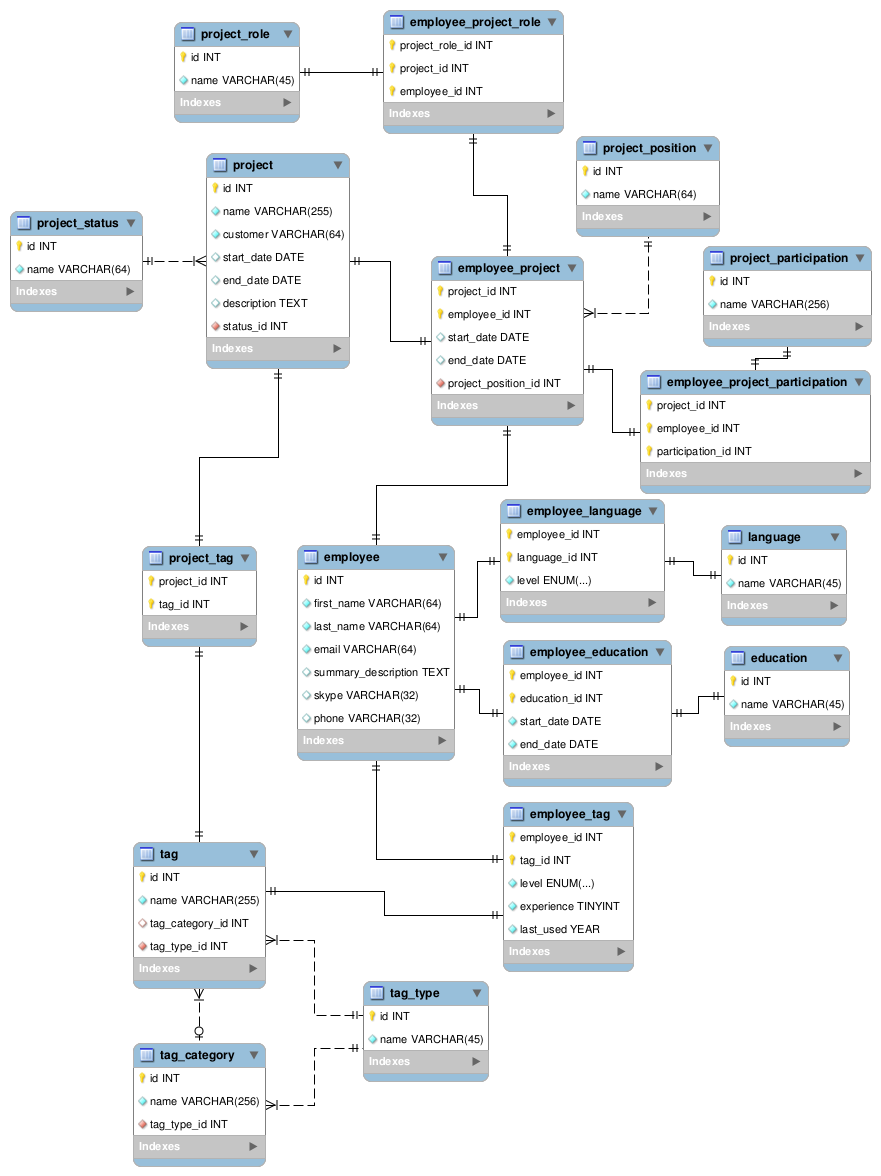 project_role
id INT
name VARCHAR(45)
Indexes
employee_project_role
project_role_id INT
project_id INT
employee_id INT
Indexes
project_position
id INT
name VARCHAR(64)
Indexes
project
id INT
name VARCHAR(255)
customer VARCHAR(64)
start_date DATE
end_date DATE
description TEXT
status_id INT
Indexes
project_status
id INT
name VARCHAR(64)
Indexes
employee_project
project_id INT
employee_id INT
start_date DATE
end_date DATE
project_position_id INT
Indexes
project_participation
id INT
name VARCHAR(256)
Indexes
employee_project_participation
project_id INT
employee_id INT
participation_id INT
Indexes
project_tag
project_id INT
tag_id INT
Indexes
employee
id INT
first_name VARCHAR(64)
last_name VARCHAR(64)
email VARCHAR(64)
summary_description TEXT
skype VARCHAR(32)
phone VARCHAR(32)
Indexes
employee_language
employee_id INT
language_id INT
level ENUM(...)
Indexes
language
id INT
name VARCHAR(45)
Indexes
employee_education
employee_id INT
education_id INT
start_date DATE
end_date DATE
Indexes
education
id INT
name VARCHAR(45)
Indexes
employee_tag
employee_id INT
tag_id INT
level ENUM(...)
experience TINYINT
last_used YEAR
Indexes
tag
id INT
name VARCHAR(255)
tag_category_id INT
tag_type_id INT
Indexes
tag_type
id INT
name VARCHAR(45)
Indexes
tag_category
id INT
name VARCHAR(256)
tag_type_id INT
Indexes